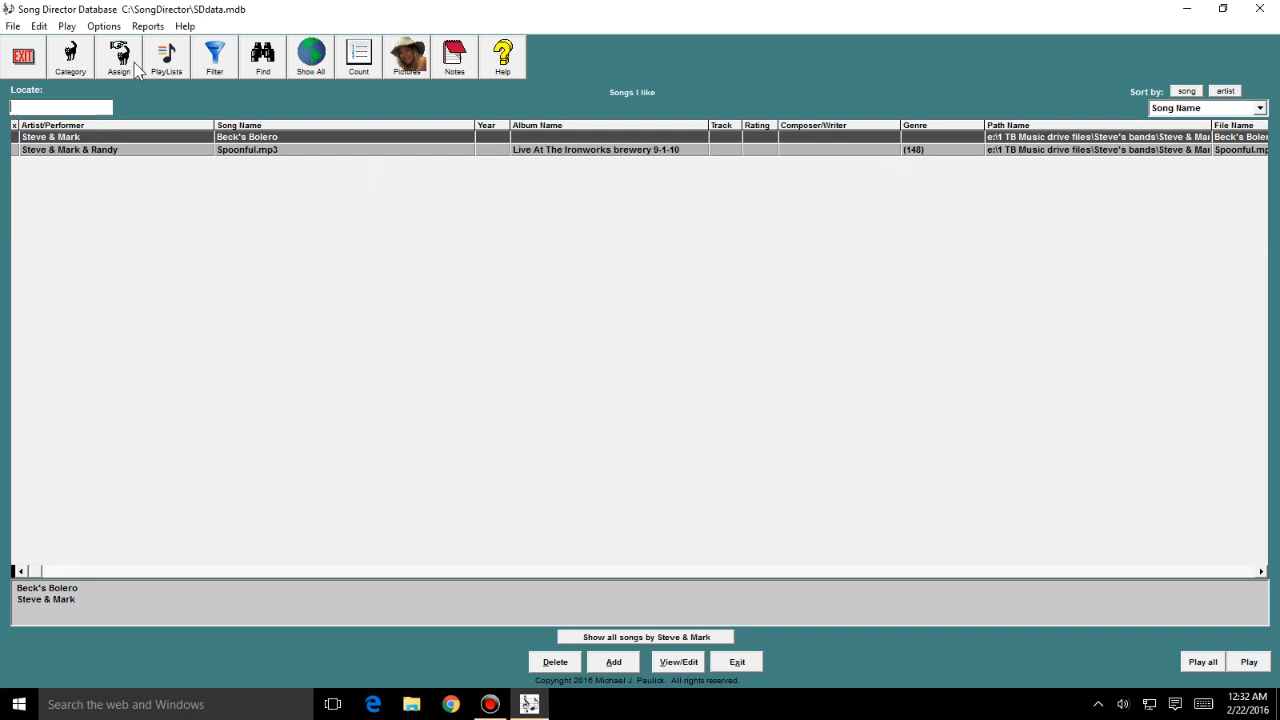 Song Director Database C:\SongDirector\SDdata.mdb
File Edit Play Options Reports Help
EXIT Category Assign PlayLists Filter Find Show All Count Pictures Notes Help
Locate:
Songs I like
Sort by: song artist
Song Name
Artist/Performer Song Name Year Album Name Track Rating Composer/Writer Genre Path Name File Name
Steve & Mark Beck's Bolero e:\1 TB Music drive files\Steve's bands\Steve & Mar Beck's Boler
Steve & Mark & Randy Spoonful.mp3 Live At The Ironworks brewery 9-1-10 (148) e:\1 TB Music drive files\Steve's bands\Steve & Mar Spoonful.mp
Beck's Bolero
Steve & Mark
Show all songs by Steve & Mark
Delete Add View/Edit Exit Play all Play
Copyright 2016 Michael J. Paulick. All rights reserved.
Search the web and Windows
12:32 AM
2/22/2016